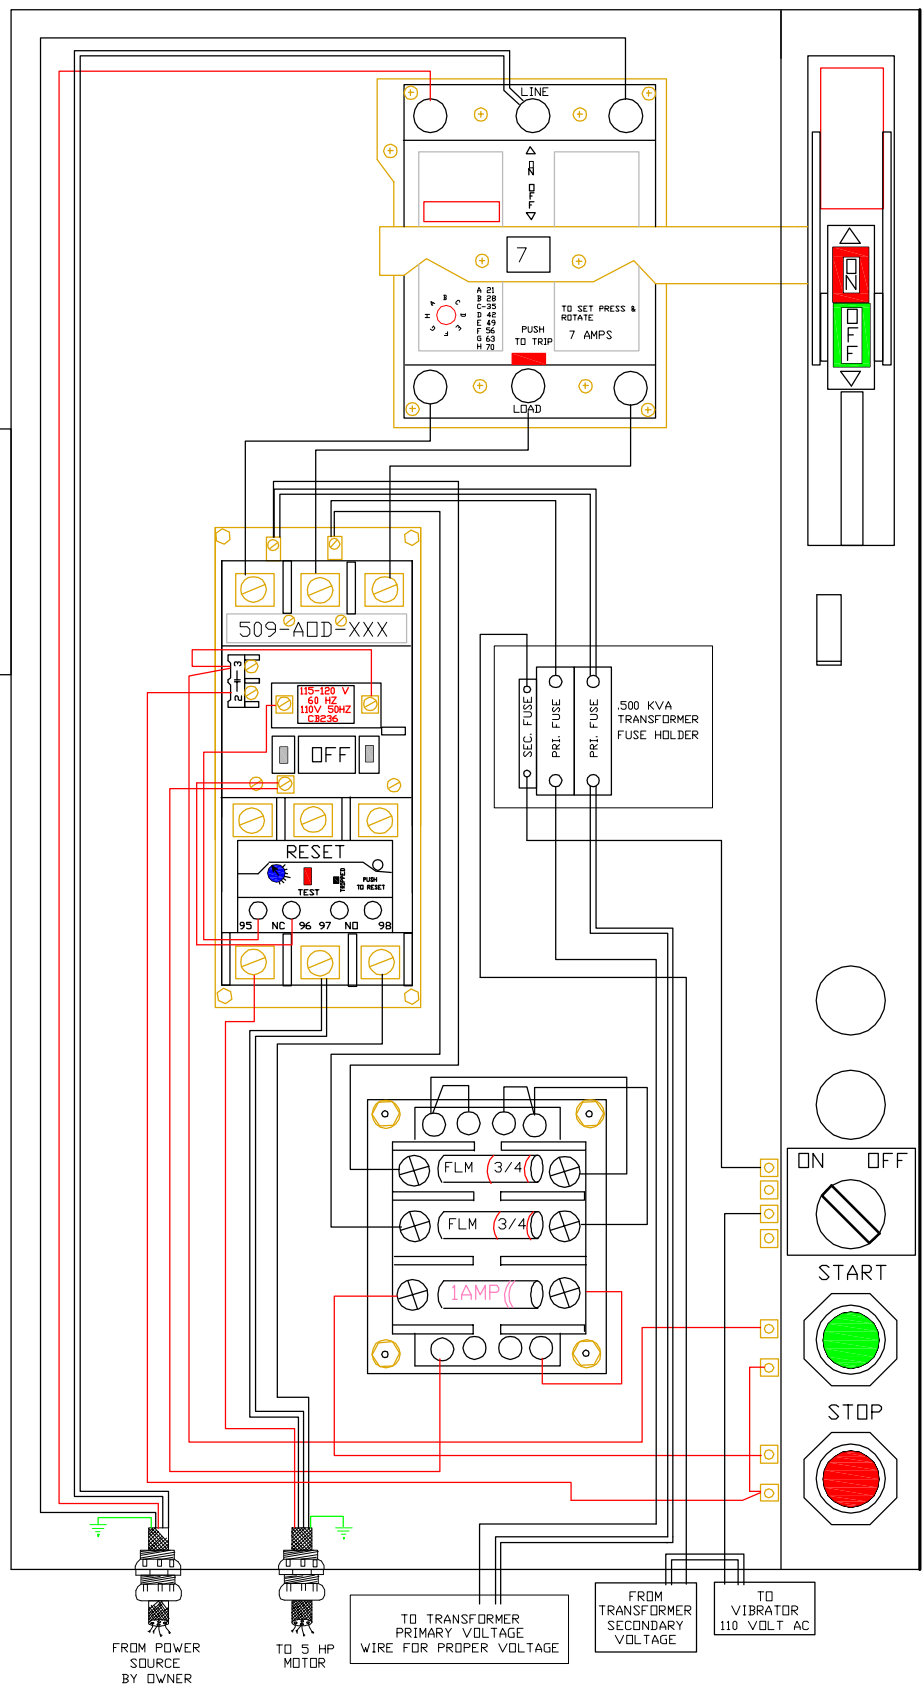 LINE
ON OFF
7
A 21
B 28
C-35
D 42
E 49
F 56
G 63
H 70
A B C D E F G H
TO SET PRESS &
ROTATE
7 AMPS
PUSH
TO TRIP
LOAD
ON
OFF
509-AOD-XXX
3
2
115-120 V
60 HZ
110V 50HZ
CB236
OFF
RESET
TEST
TRIPPED
PUSH
TO RESET
95 NC 96 97 NO 98
SEC. FUSE
PRI. FUSE
PRI. FUSE
.500 KVA
TRANSFORMER
FUSE HOLDER
FLM 3/4
FLM 3/4
1AMP
ON OFF
START
STOP
FROM POWER
SOURCE
BY OWNER
TO 5 HP
MOTOR
TO TRANSFORMER
PRIMARY VOLTAGE
WIRE FOR PROPER VOLTAGE
FROM
TRANSFORMER
SECONDARY
VOLTAGE
TO
VIBRATOR
110 VOLT AC